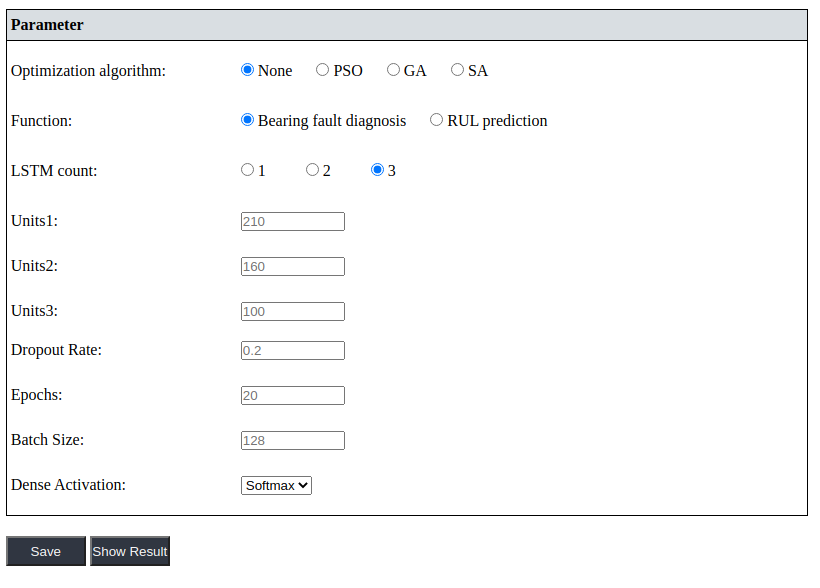 Parameter
Optimization algorithm: None PSO GA SA
Function: Bearing fault diagnosis RUL prediction
LSTM count: 1 2 3
Units1: 210
Units2: 160
Units3: 100
Dropout Rate: 0.2
Epochs: 20
Batch Size: 128
Dense Activation: Softmax
Save Show Result